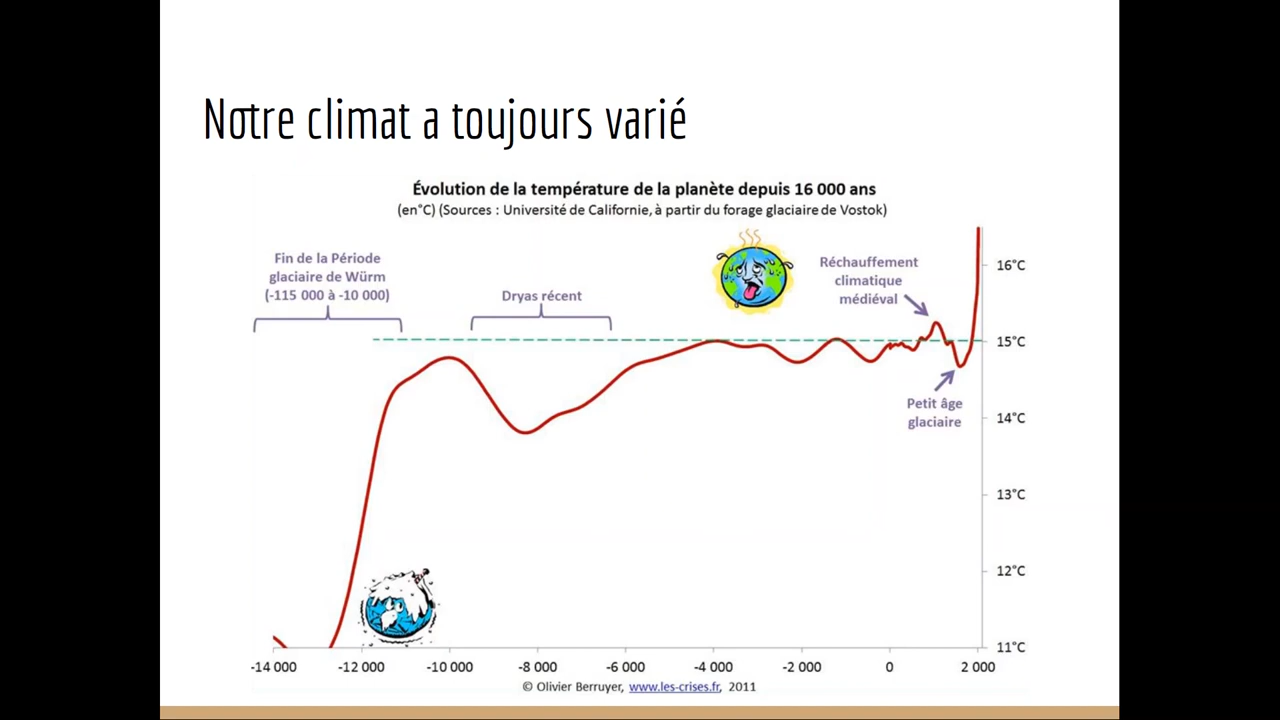 Notre climat a toujours varié
Évolution de la température de la planète depuis 16 000 ans
(en°C) (Sources : Université de Californie, à partir du forage glaciaire de Vostok)
Fin de la Période
glaciaire de Würm
(-115 000 à -10 000)
Dryas récent
Réchauffement
climatique
médiéval
16°C
15°C
Petit âge
glaciaire
14°C
13°C
12°C
11°C
-14 000 -12 000 -10 000 -8 000 -6 000 -4 000 -2 000 0 2 000
© Olivier Berruyer, www.les-crises.fr, 2011